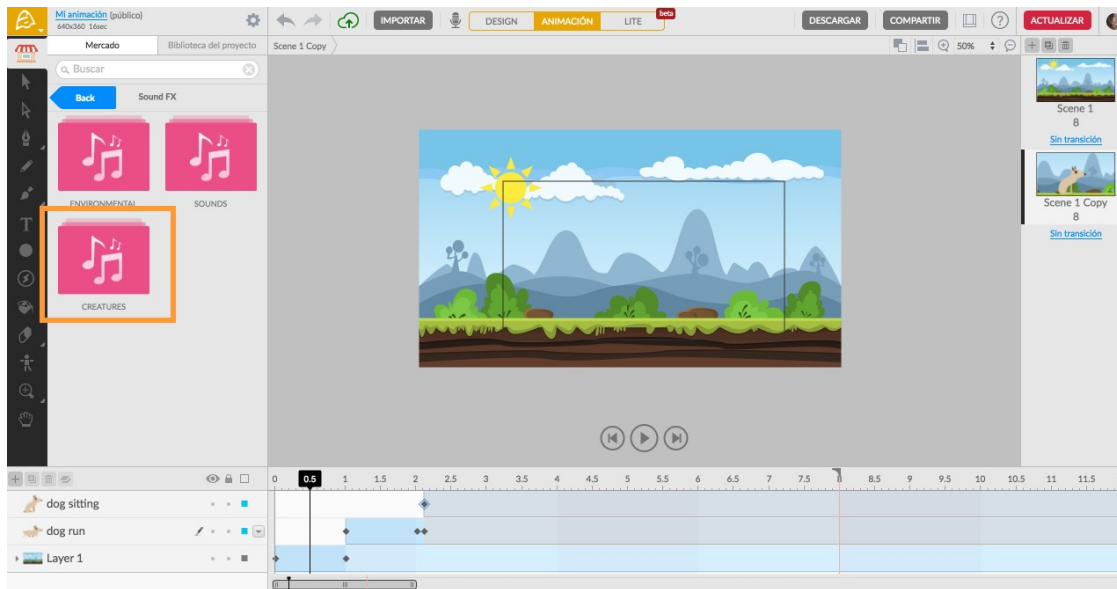 Mi animación (público)
640x360 16sec
IMPORTAR
DESIGN ANIMACIÓN LITE beta
DESCARGAR COMPARTIR ? ACTUALIZAR
Mercado Biblioteca del proyecto
Scene 1 Copy
50%
Buscar
Back Sound FX
ENVIRONMENTAL SOUNDS
CREATURES
T
Scene 1
8
Sin transición
Scene 1 Copy
8
Sin transición
0 0.5 1 1.5 2 2.5 3 3.5 4 4.5 5 5.5 6 6.5 7 7.5 8 8.5 9 9.5 10 10.5 11 11.5
dog sitting
dog run
Layer 1